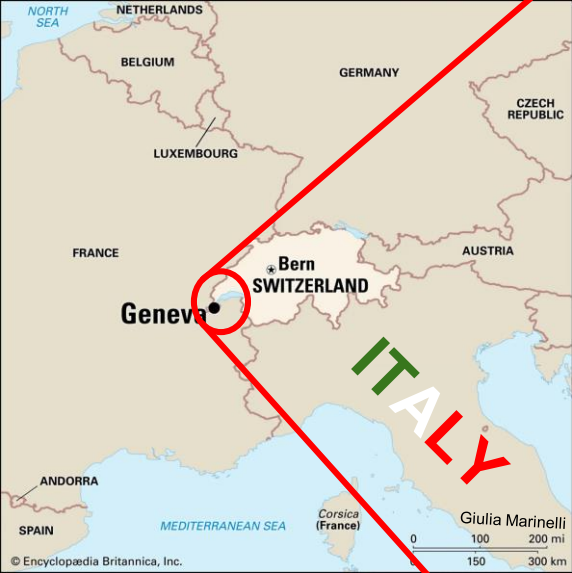 NORTH
SEA
NETHERLANDS
BELGIUM
GERMANY
CZECH
REPUBLIC
LUXEMBOURG
FRANCE
AUSTRIA
Bern
SWITZERLAND
Geneva
ITALY
ANDORRA
SPAIN
MEDITERRANEAN SEA
Corsica
(France)
Giulia Marinelli
0 100 200 mi
0 150 300 km
© Encyclopædia Britannica, Inc.